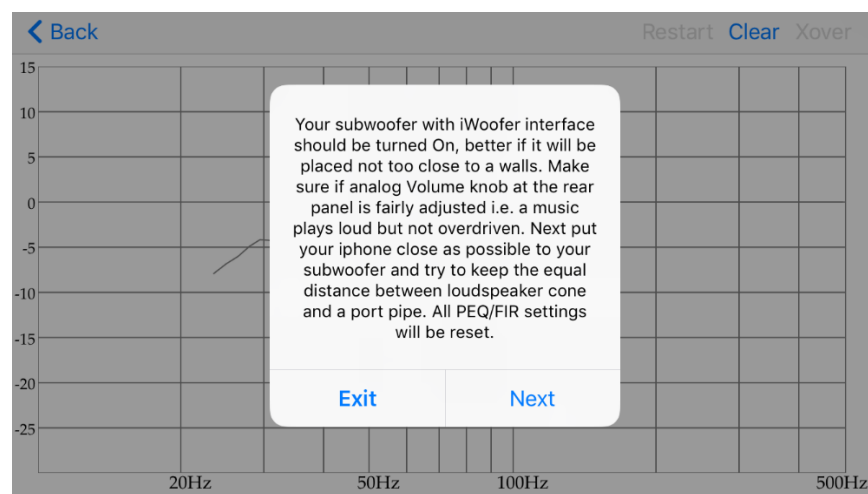 Back
Restart Clear Xover
15
10
5
0
-5
-10
-15
-20
-25
20Hz 50Hz 100Hz 500Hz
Your subwoofer with iWoofer interface
should be turned On, better if it will be
placed not too close to a walls. Make
sure if analog Volume knob at the rear
panel is fairly adjusted i.e. a music
plays loud but not overdriven. Next put
your iphone close as possible to your
subwoofer and try to keep the equal
distance between loudspeaker cone
and a port pipe. All PEQ/FIR settings
will be reset.
Exit Next